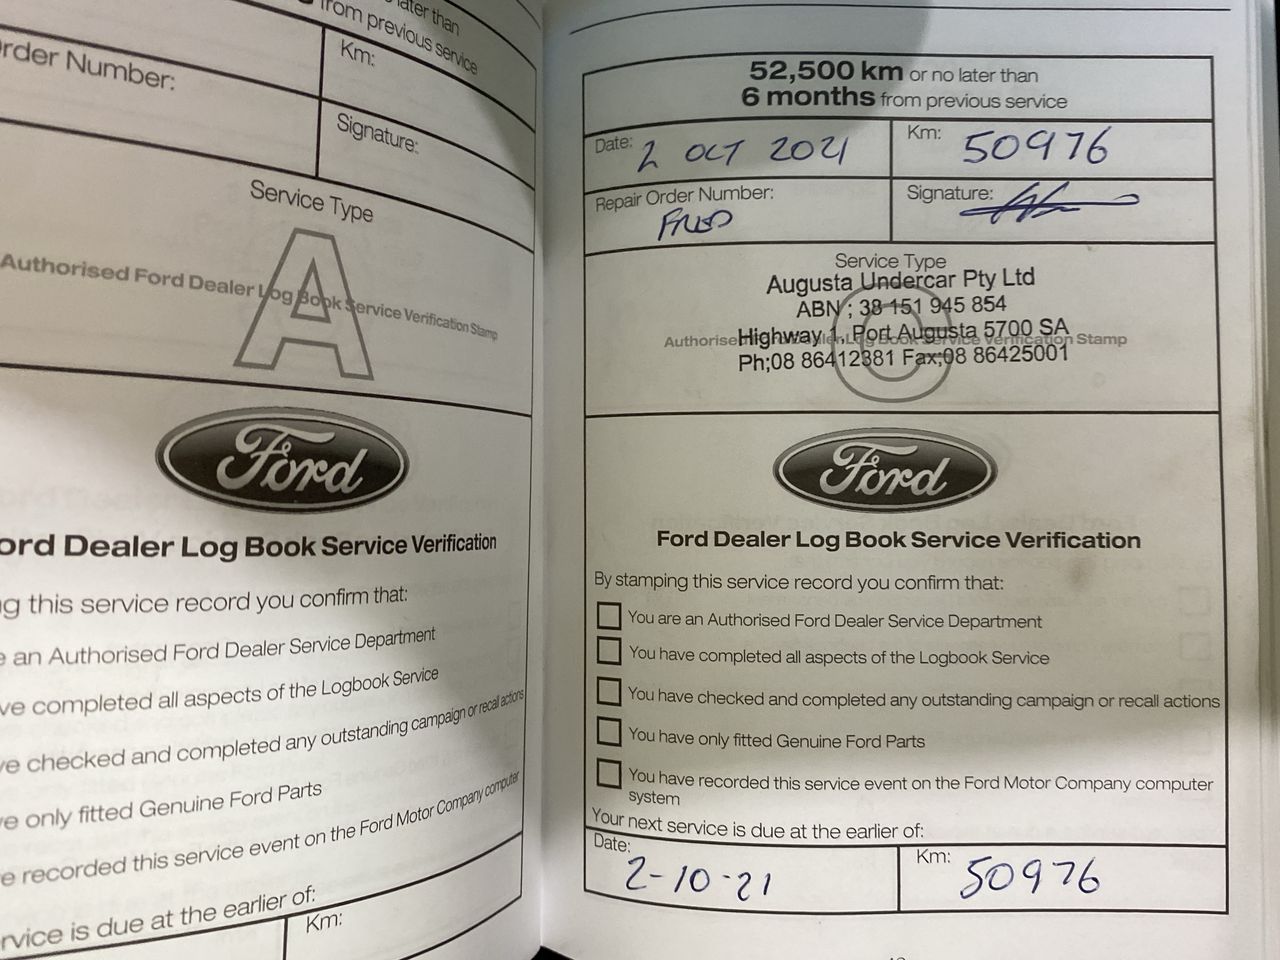 later than
from previous service
Order Number:
Km:
Signature:
Service Type
A
Authorised Ford Dealer Log Book Service Verification Stamp
Ford
ord Dealer Log Book Service Verification
g this service record you confirm that:
e an Authorised Ford Dealer Service Department
ve completed all aspects of the Logbook Service
ve checked and completed any outstanding campaign or recall actions
ve only fitted Genuine Ford Parts
e recorded this service event on the Ford Motor Company computer
rvice is due at the earlier of:
Km:
52,500 km or no later than
6 months from previous service
Date: 2 OCT 2021
Km: 50976
Repair Order Number:
Signature:
Service Type
C
Augusta Undercar Pty Ltd
ABN ; 38 151 945 854
Highway 1, Port Augusta 5700 SA
Authorised Ford Dealer Log Book Service Verification Stamp
Ph;08 86412381 Fax;08 86425001
Ford
Ford Dealer Log Book Service Verification
By stamping this service record you confirm that:
You are an Authorised Ford Dealer Service Department
You have completed all aspects of the Logbook Service
You have checked and completed any outstanding campaign or recall actions
You have only fitted Genuine Ford Parts
You have recorded this service event on the Ford Motor Company computer
system
Your next service is due at the earlier of:
Date: 2-10-21
Km: 50976